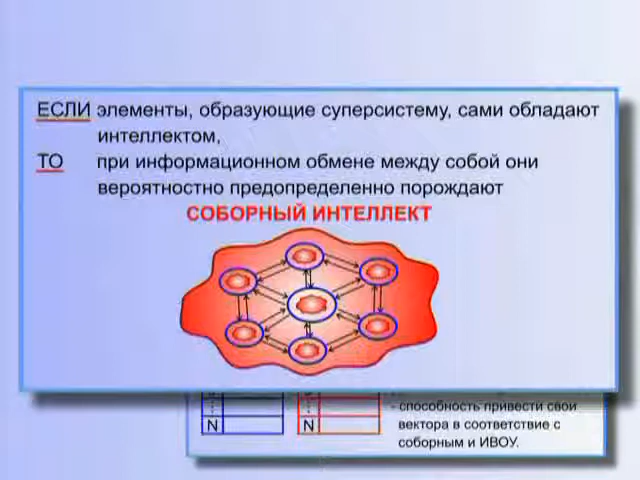 ЕСЛИ элементы, образующие суперсистему, сами обладают
интеллектом,
ТО при информационном обмене между собой они
вероятностно предопределенно порождают
СОБОРНЫЙ ИНТЕЛЛЕКТ
- способность привести свои
N N вектора в соответствие с
соборным и ИВОУ.